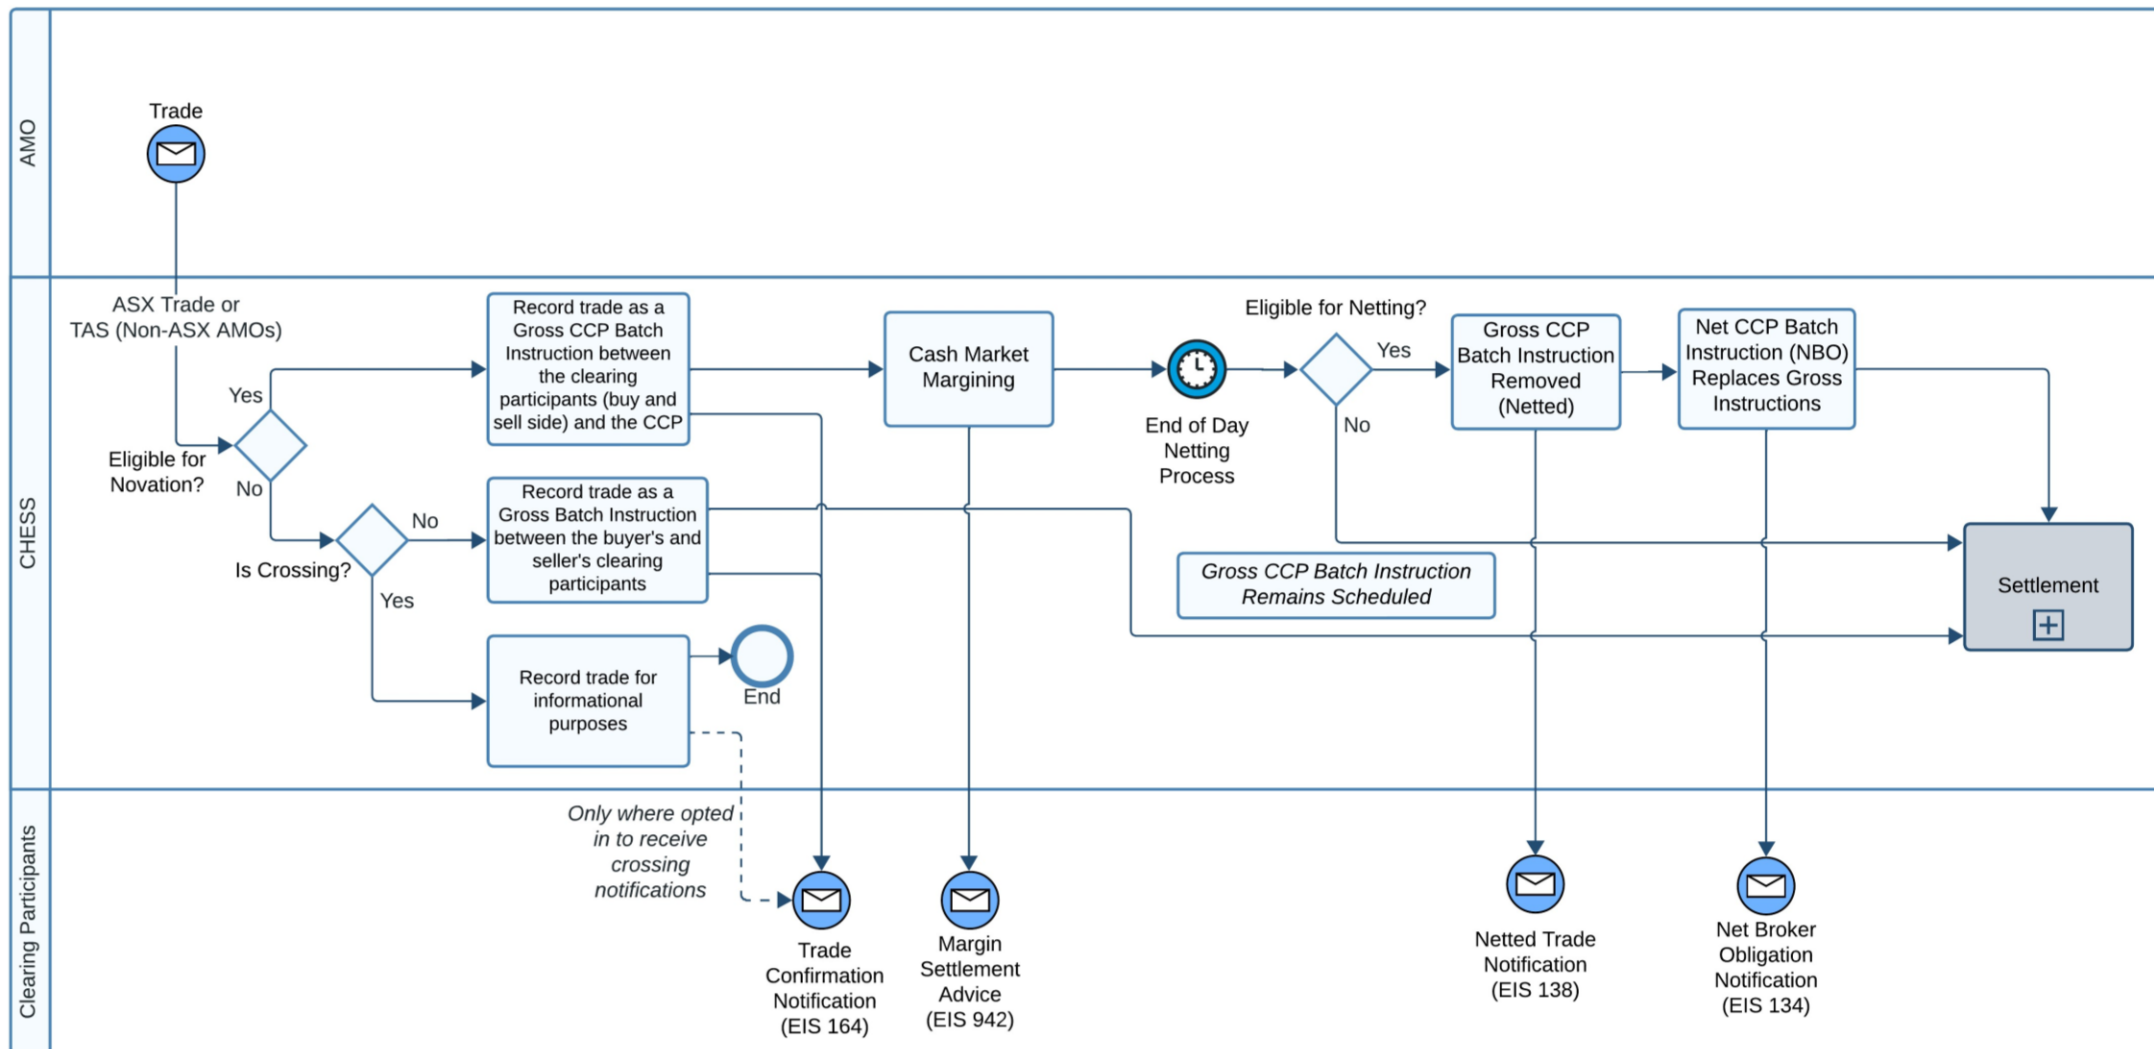 AMO
Trade
CHESS
ASX Trade or
TAS (Non-ASX AMOs)
Eligible for
Novation?
Yes
No
Is Crossing?
No
Yes
Record trade as a
Gross CCP Batch
Instruction between
the clearing
participants (buy and
sell side) and the CCP
Record trade as a
Gross Batch Instruction
between the buyer's and
seller's clearing
participants
Record trade for
informational
purposes
End
Cash Market
Margining
End of Day
Netting
Process
Eligible for Netting?
Yes
No
Gross CCP
Batch Instruction
Removed
(Netted)
Net CCP Batch
Instruction (NBO)
Replaces Gross
Instructions
Gross CCP Batch Instruction
Remains Scheduled
Settlement
Clearing Participants
Only where opted
in to receive
crossing
notifications
Trade
Confirmation
Notification
(EIS 164)
Margin
Settlement
Advice
(EIS 942)
Netted Trade
Notification
(EIS 138)
Net Broker
Obligation
Notification
(EIS 134)